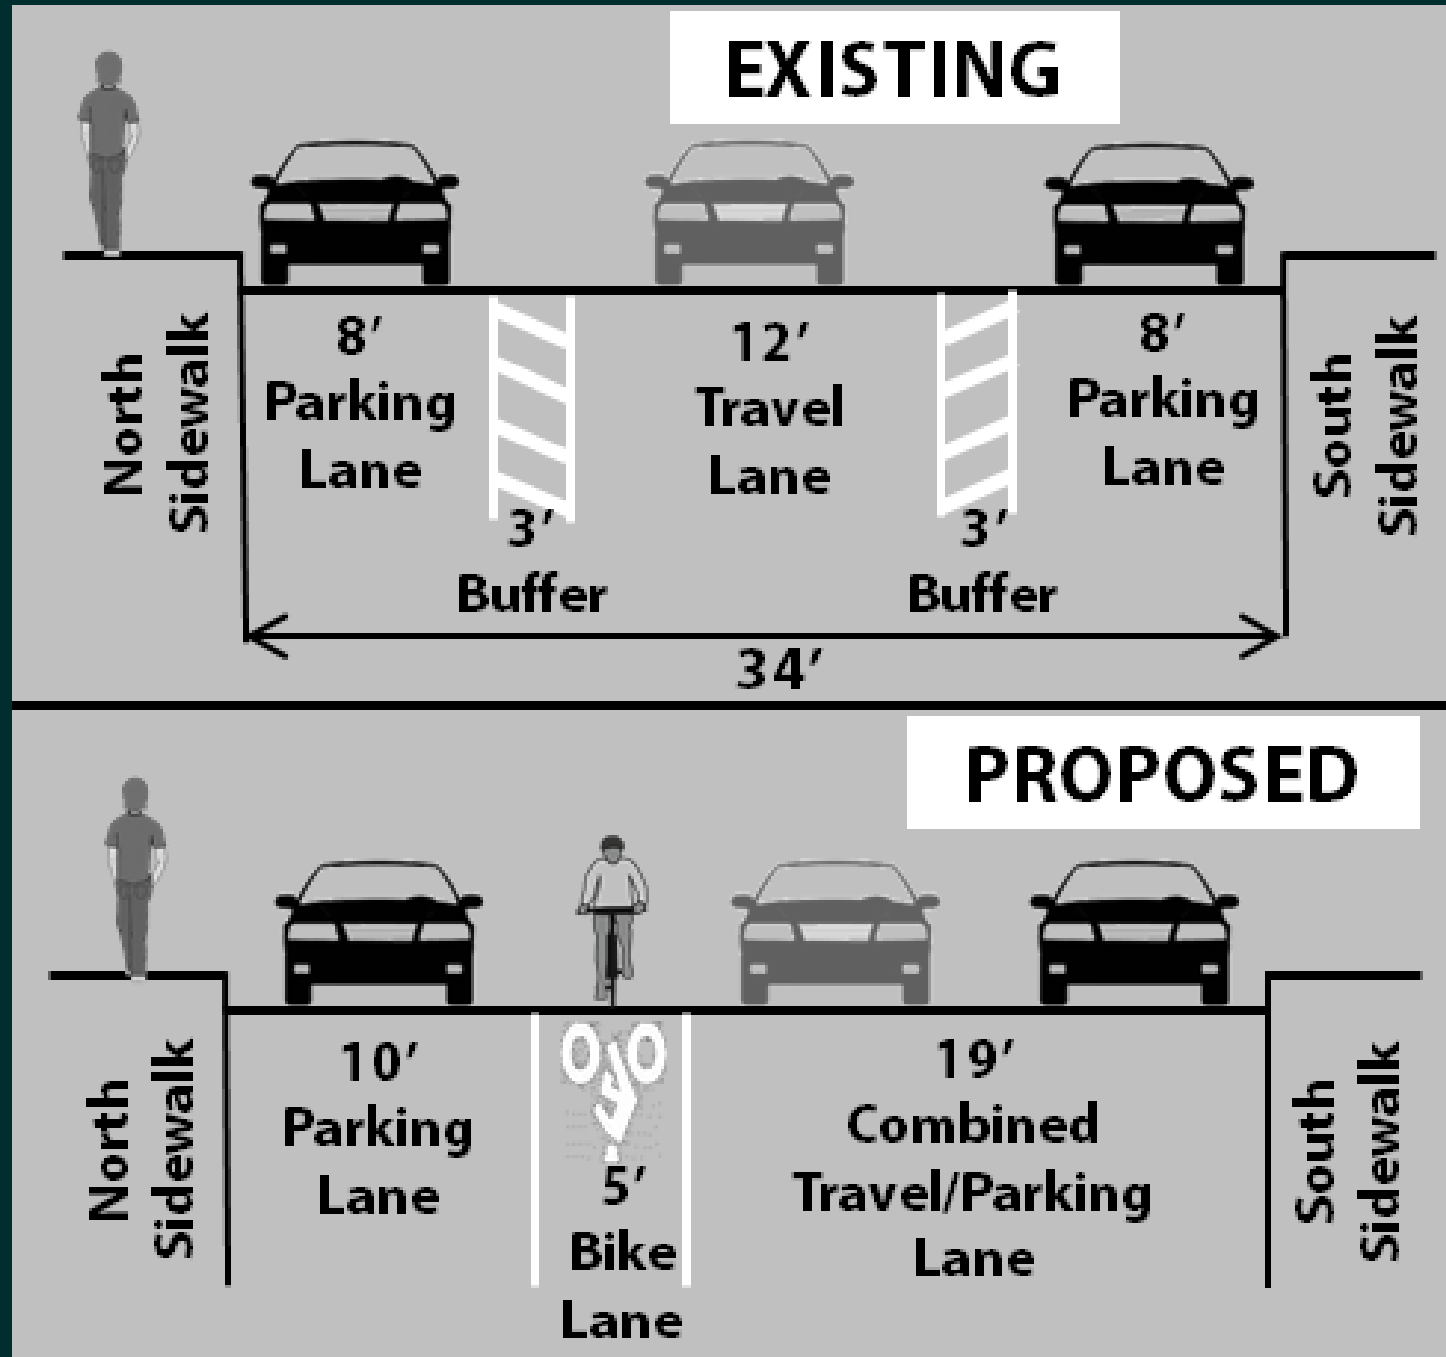 EXISTING
8′
Parking
Lane
12′
Travel
Lane
8′
Parking
Lane
North
Sidewalk
South
Sidewalk
3′
Buffer
3′
Buffer
34′
PROPOSED
10′
Parking
Lane
5′
Bike
Lane
19′
Combined
Travel/Parking
Lane
North
Sidewalk
South
Sidewalk